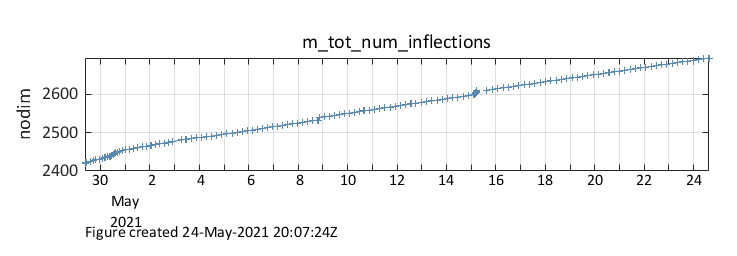 m_tot_num_inflections
nodim
2600
2500
2400
30 2 4 6 8 10 12 14 16 18 20 22 24
May
2021
Figure created 24-May-2021 20:07:24Z